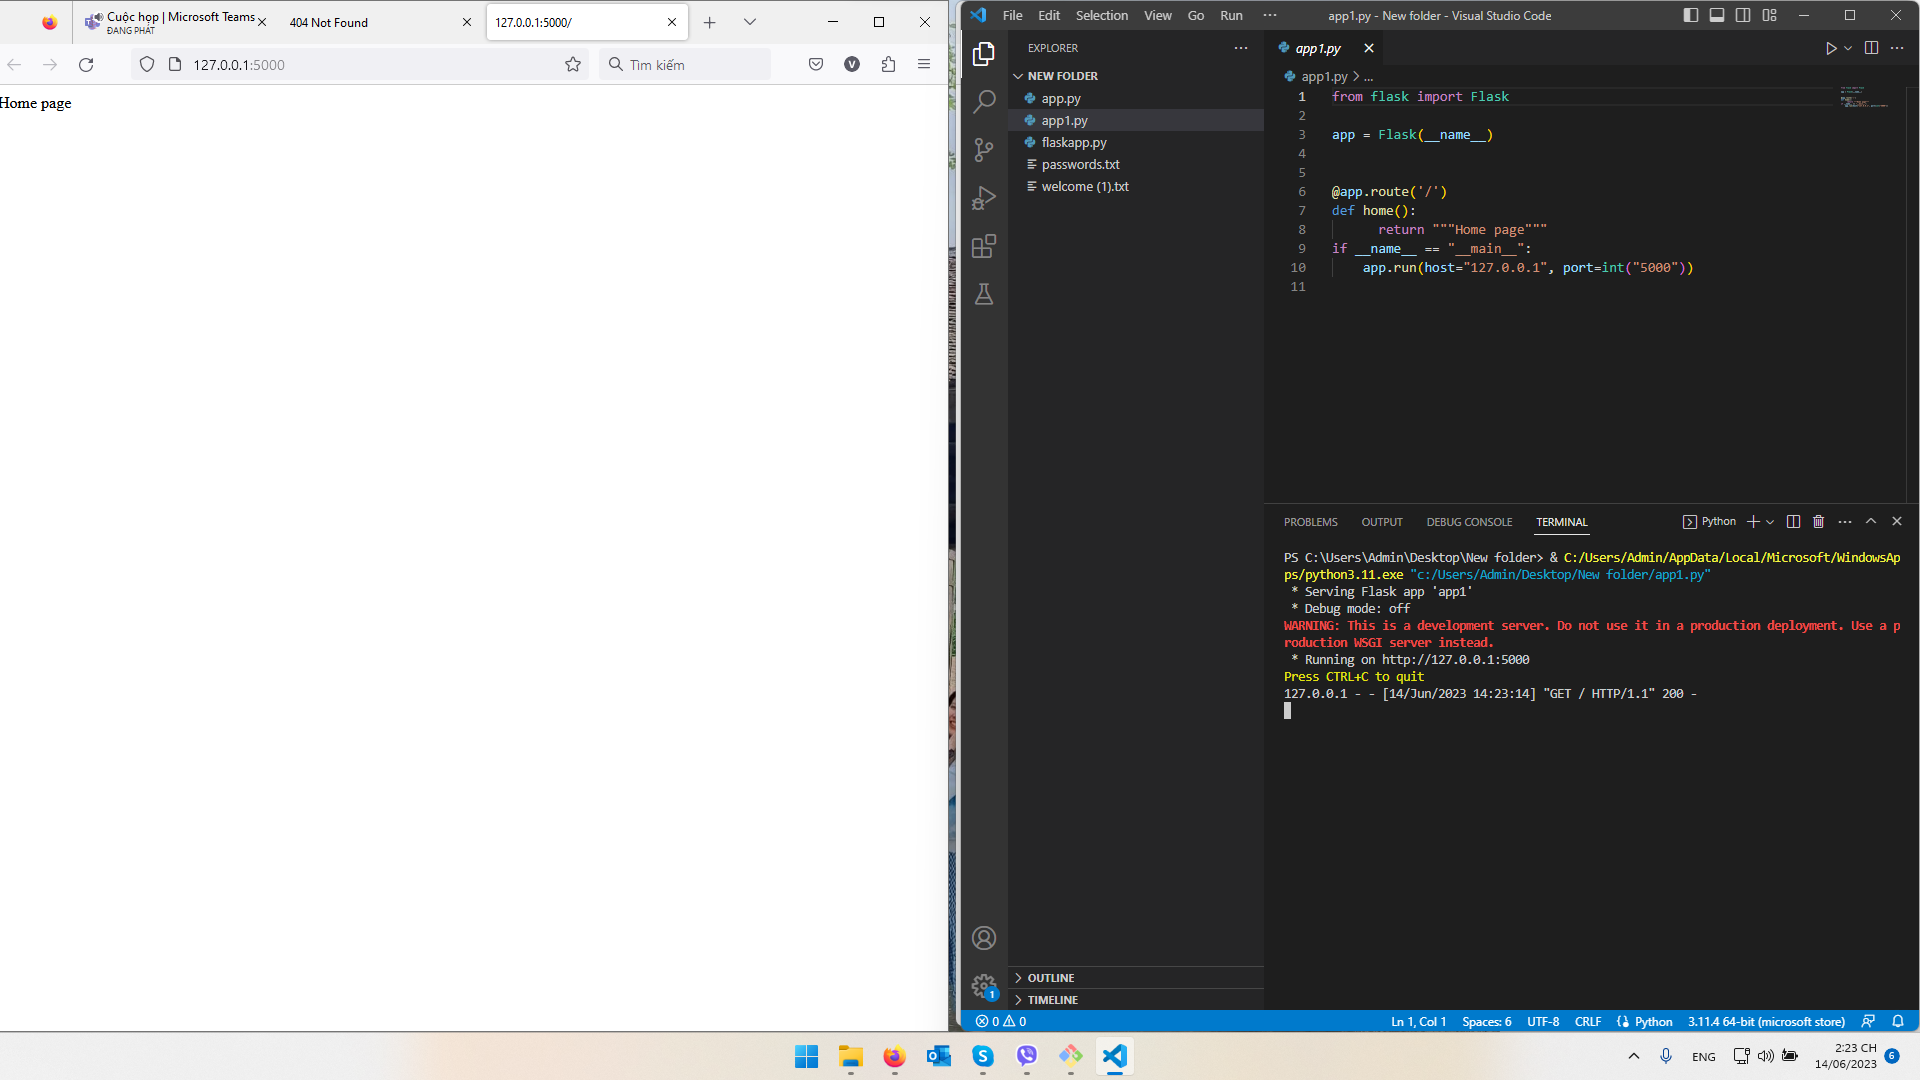 Cuộc họp | Microsoft Teams
ĐANG PHÁT
404 Not Found
127.0.0.1:5000/
127.0.0.1:5000
Tìm kiếm
V
Home page
File Edit Selection View Go Run ···
app1.py - New folder - Visual Studio Code
EXPLORER
NEW FOLDER
app.py
app1.py
flaskapp.py
passwords.txt
welcome (1).txt
OUTLINE
TIMELINE
1
app1.py
app1.py > ...
1 from flask import Flask
2
3 app = Flask(__name__)
4
5
6 @app.route('/')
7 def home():
8 return """Home page"""
9 if __name__ == "__main__":
10 app.run(host="127.0.0.1", port=int("5000"))
11
PROBLEMS OUTPUT DEBUG CONSOLE TERMINAL
Python
PS C:\Users\Admin\Desktop\New folder> & C:/Users/Admin/AppData/Local/Microsoft/WindowsAp
ps/python3.11.exe "c:/Users/Admin/Desktop/New folder/app1.py"
* Serving Flask app 'app1'
* Debug mode: off
WARNING: This is a development server. Do not use it in a production deployment. Use a p
roduction WSGI server instead.
* Running on http://127.0.0.1:5000
Press CTRL+C to quit
127.0.0.1 - - [14/Jun/2023 14:23:14] "GET / HTTP/1.1" 200 -
0 0
Ln 1, Col 1 Spaces: 6 UTF-8 CRLF Python 3.11.4 64-bit (microsoft store)
ENG
2:23 CH
14/06/2023
6